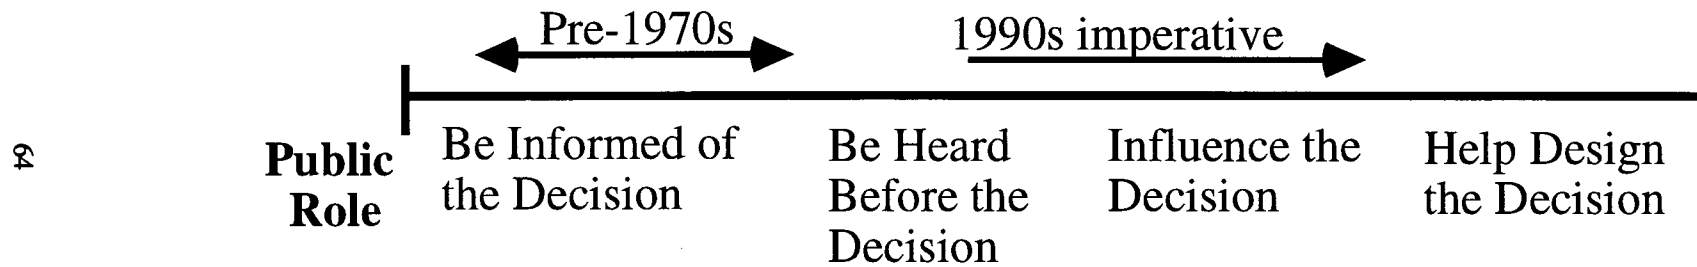 Pre-1970s
1990s imperative
Public
Role
Be Informed of
the Decision
Be Heard
Before the
Decision
Influence the
Decision
Help Design
the Decision
64